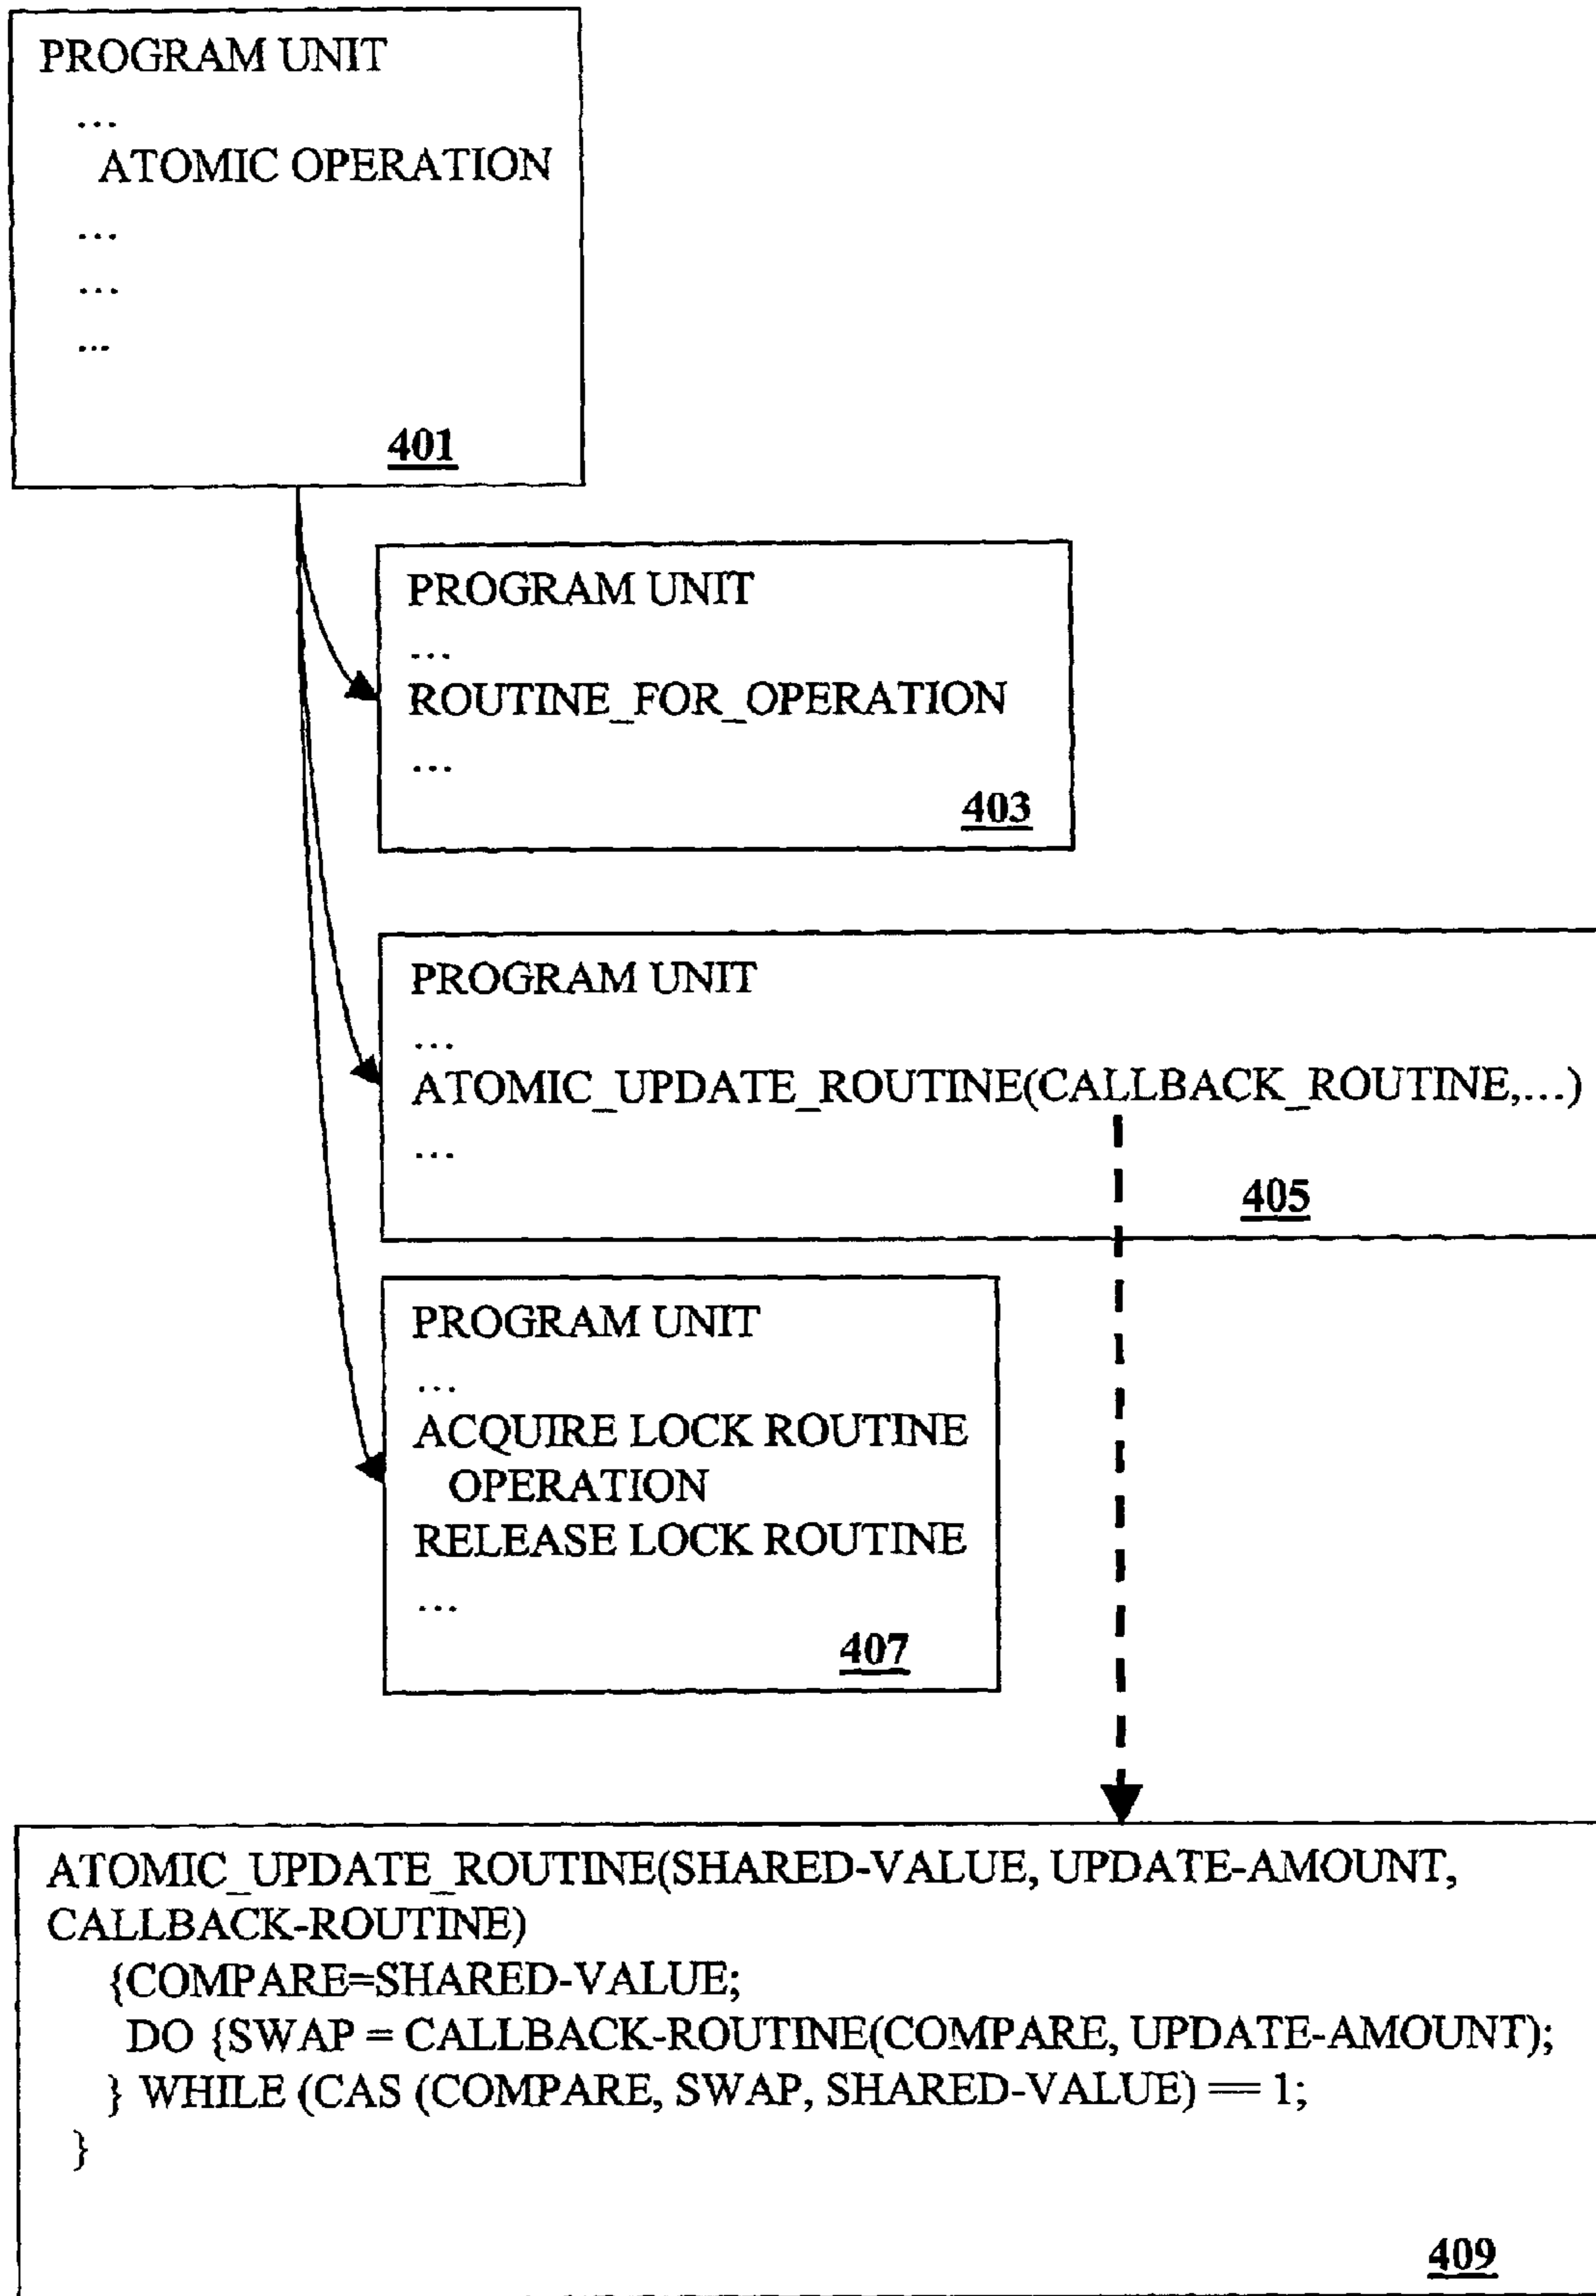 PROGRAM UNIT
...
ATOMIC OPERATION
...
...
...
401
PROGRAM UNIT
...
ROUTINE_FOR_OPERATION
...
403
PROGRAM UNIT
...
ATOMIC_UPDATE_ROUTINE(CALLBACK_ROUTINE,...)
...
405
PROGRAM UNIT
...
ACQUIRE LOCK ROUTINE
OPERATION
RELEASE LOCK ROUTINE
...
407
ATOMIC_UPDATE_ROUTINE(SHARED-VALUE, UPDATE-AMOUNT,
CALLBACK-ROUTINE)
{COMPARE=SHARED-VALUE;
DO {SWAP = CALLBACK-ROUTINE(COMPARE, UPDATE-AMOUNT);
} WHILE (CAS (COMPARE, SWAP, SHARED-VALUE) == 1;
}
409